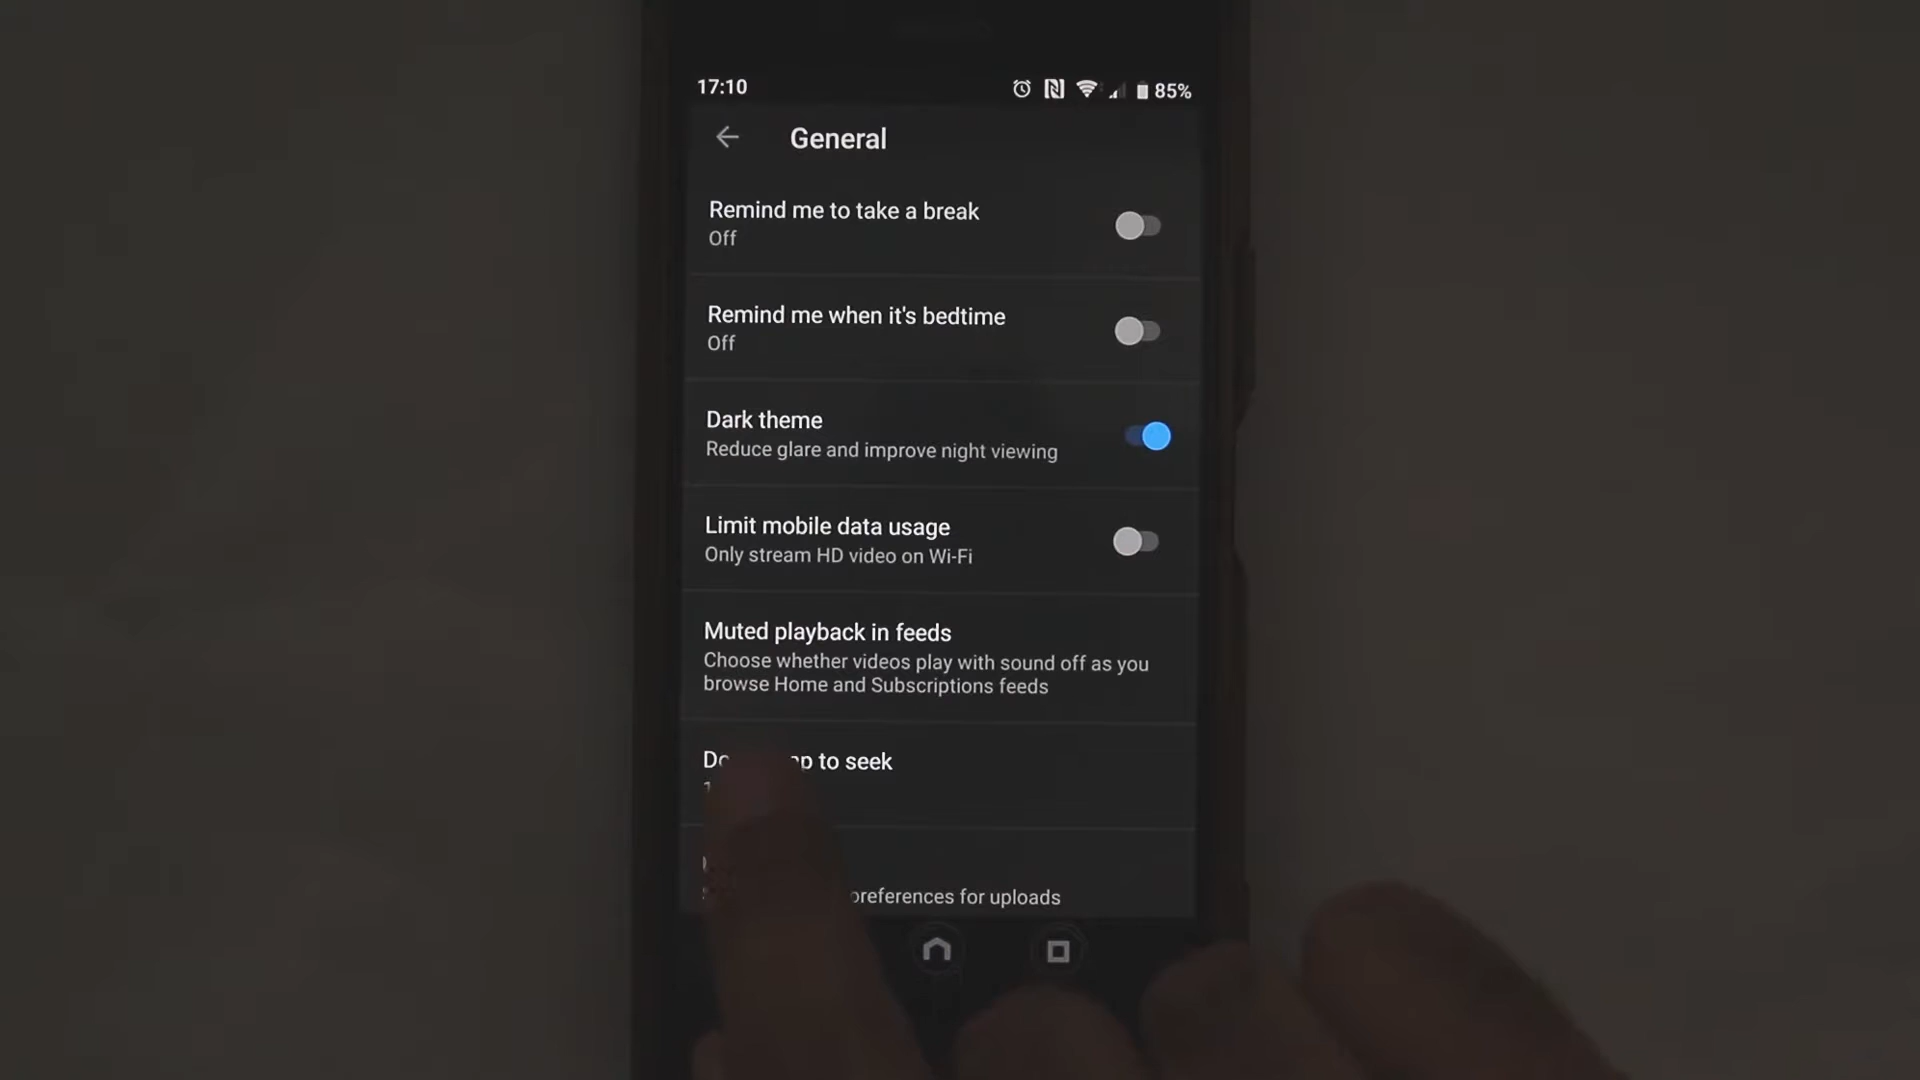 17:10 85%
General
Remind me to take a break
Off
Remind me when it's bedtime
Off
Dark theme
Reduce glare and improve night viewing
Limit mobile data usage
Only stream HD video on Wi-Fi
Muted playback in feeds
Choose whether videos play with sound off as you
browse Home and Subscriptions feeds
to seek
for uploads